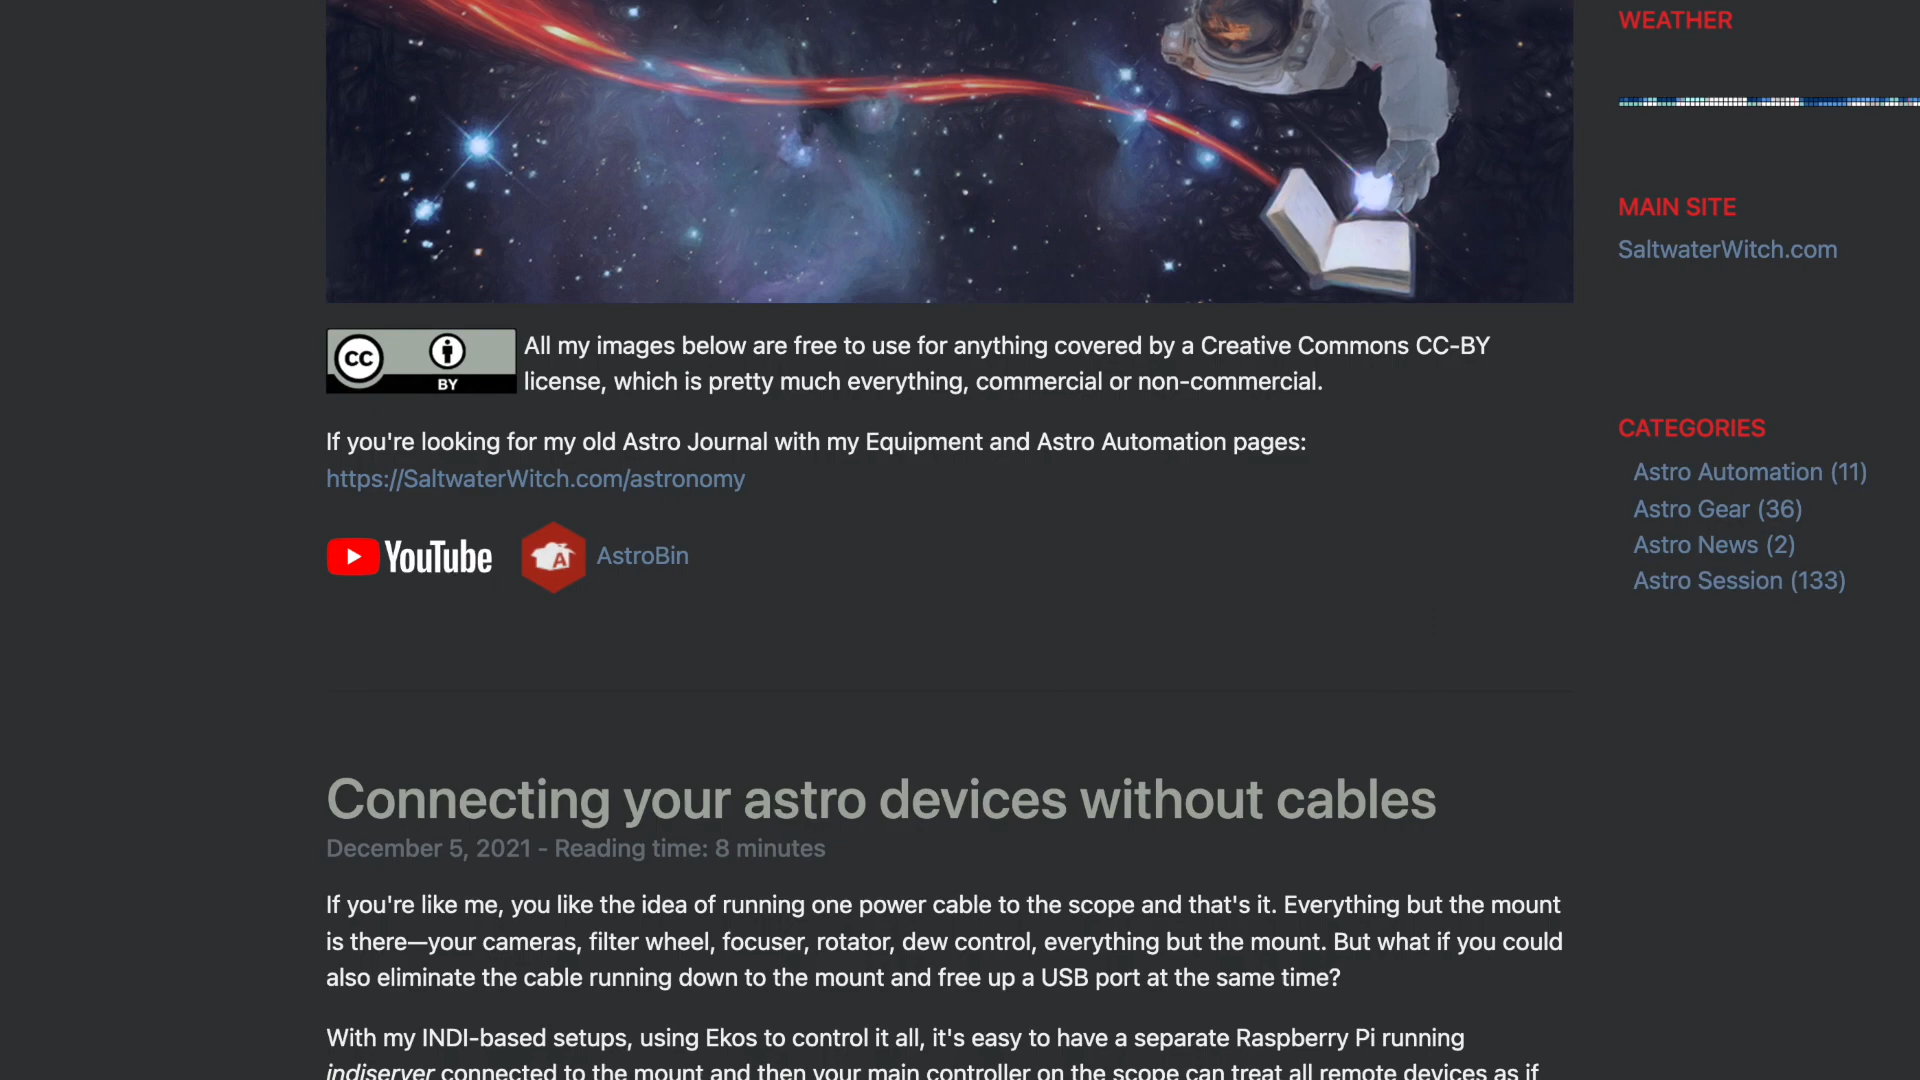 WEATHER
MAIN SITE
SaltwaterWitch.com
CC BY All my images below are free to use for anything covered by a Creative Commons CC-BY
license, which is pretty much everything, commercial or non-commercial.
If you're looking for my old Astro Journal with my Equipment and Astro Automation pages:
https://SaltwaterWitch.com/astronomy
YouTube A AstroBin
CATEGORIES
Astro Automation (11)
Astro Gear (36)
Astro News (2)
Astro Session (133)
Connecting your astro devices without cables
December 5, 2021 - Reading time: 8 minutes
If you're like me, you like the idea of running one power cable to the scope and that's it. Everything but the mount
is there—your cameras, filter wheel, focuser, rotator, dew control, everything but the mount. But what if you could
also eliminate the cable running down to the mount and free up a USB port at the same time?
With my INDI-based setups, using Ekos to control it all, it's easy to have a separate Raspberry Pi running
indiserver connected to the mount and then your main controller on the scope can treat all remote devices as if